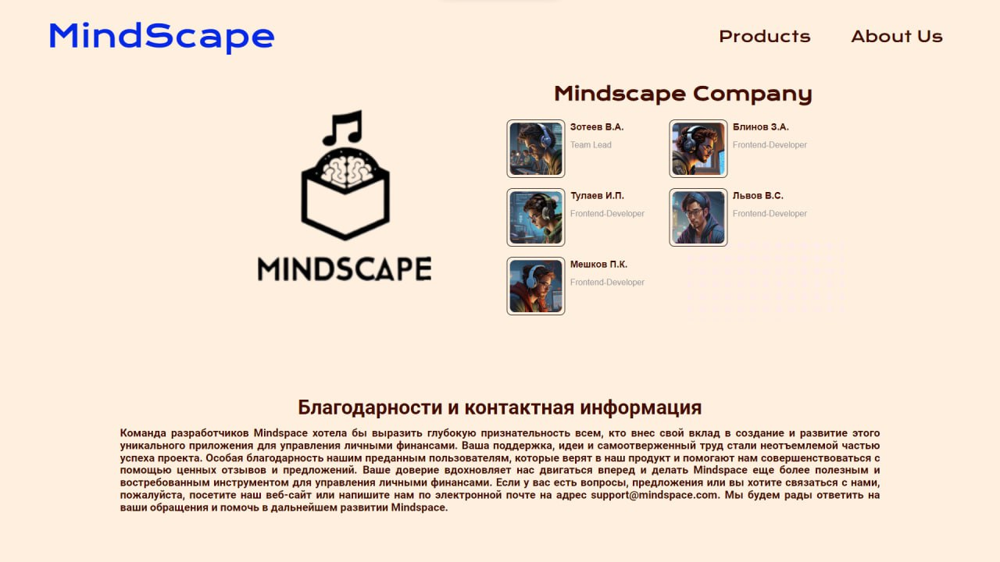 MindScape
Products
About Us
Mindscape Company
MINDSCAPE
Зотеев В.А.
Team Lead
Блинов З.А.
Frontend-Developer
Тулаев И.П.
Frontend-Developer
Львов В.С.
Frontend-Developer
Мешков П.К.
Frontend-Developer
Благодарности и контактная информация
Команда разработчиков Mindspace хотела бы выразить глубокую признательность всем, кто внес свой вклад в создание и развитие этого
уникального приложения для управления личными финансами. Ваша поддержка, идеи и самоотверженный труд стали неотъемлемой частью
успеха проекта. Особая благодарность нашим преданным пользователям, которые верят в наш продукт и помогают нам совершенствоваться с
помощью ценных отзывов и предложений. Ваше доверие вдохновляет нас двигаться вперед и делать Mindspace еще более полезным и
востребованным инструментом для управления личными финансами. Если у вас есть вопросы, предложения или вы хотите связаться с нами,
пожалуйста, посетите наш веб-сайт или напишите нам по электронной почте на адрес support@mindspace.com. Мы будем рады ответить на
ваши обращения и помочь в дальнейшем развитии Mindspace.